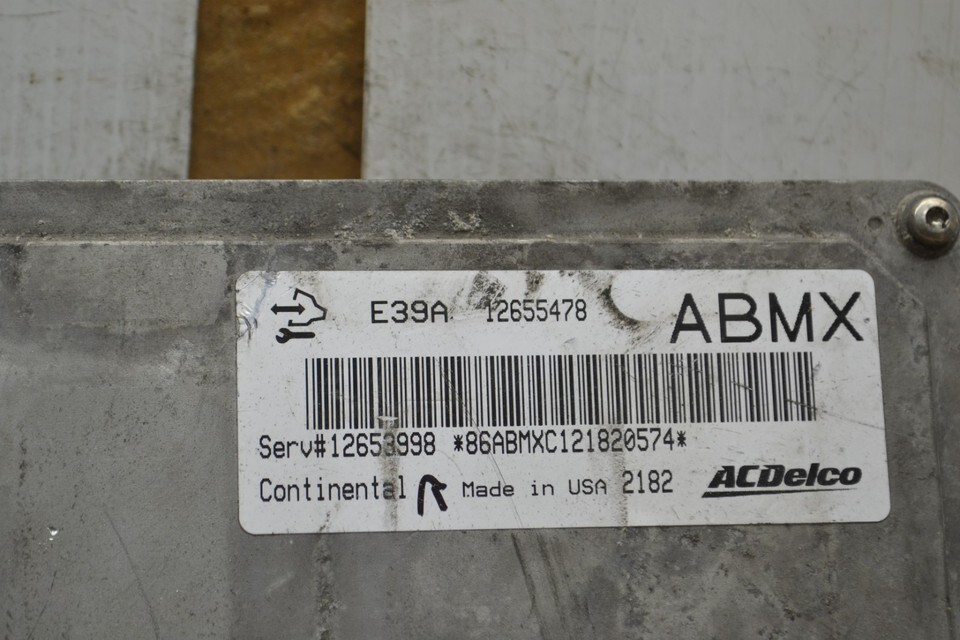 E39A 12655478 ABMX
Serv#12653998 *86ABMXC121820574*
Continental R Made in USA 2182 ACDelco